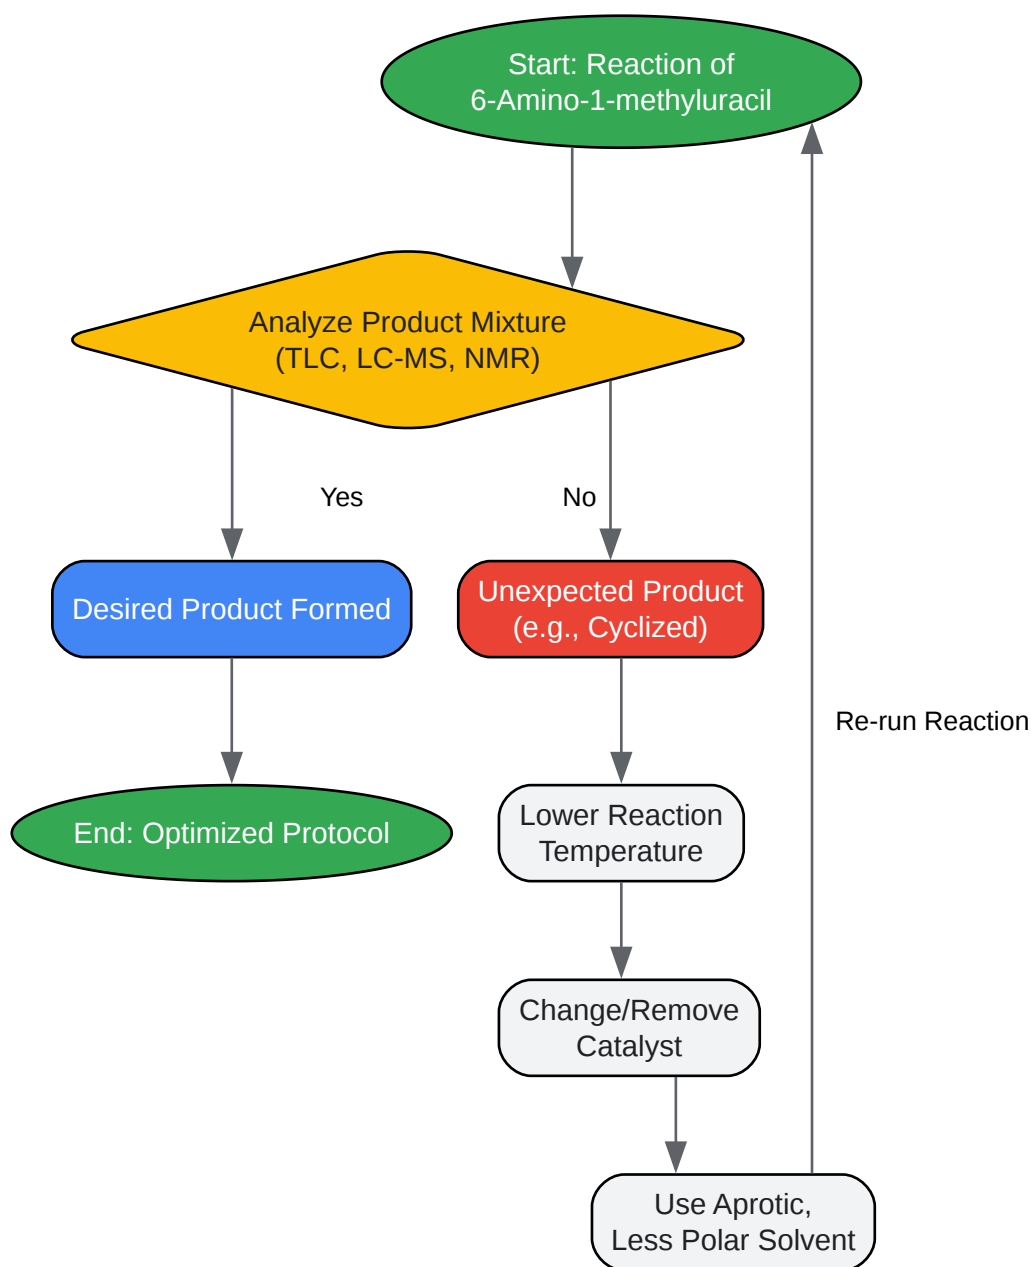 Start: Reaction of
6-Amino-1-methyluracil
Analyze Product Mixture
(TLC, LC-MS, NMR)
Yes
No
Desired Product Formed
Unexpected Product
(e.g., Cyclized)
Re-run Reaction
End: Optimized Protocol
Lower Reaction
Temperature
Change/Remove
Catalyst
Use Aprotic,
Less Polar Solvent